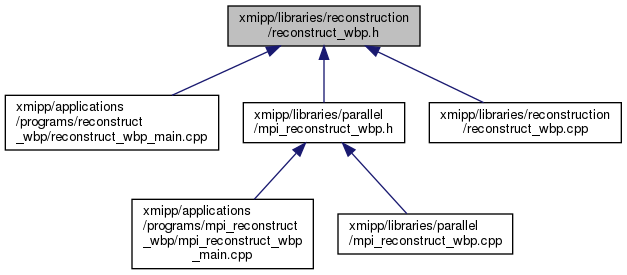 xmipp/libraries/reconstruction
/reconstruct_wbp.h
xmipp/applications
/programs/reconstruct
_wbp/reconstruct_wbp_main.cpp
xmipp/libraries/parallel
/mpi_reconstruct_wbp.h
xmipp/libraries/reconstruction
/reconstruct_wbp.cpp
xmipp/applications
/programs/mpi_reconstruct
_wbp/mpi_reconstruct_wbp
_main.cpp
xmipp/libraries/parallel
/mpi_reconstruct_wbp.cpp